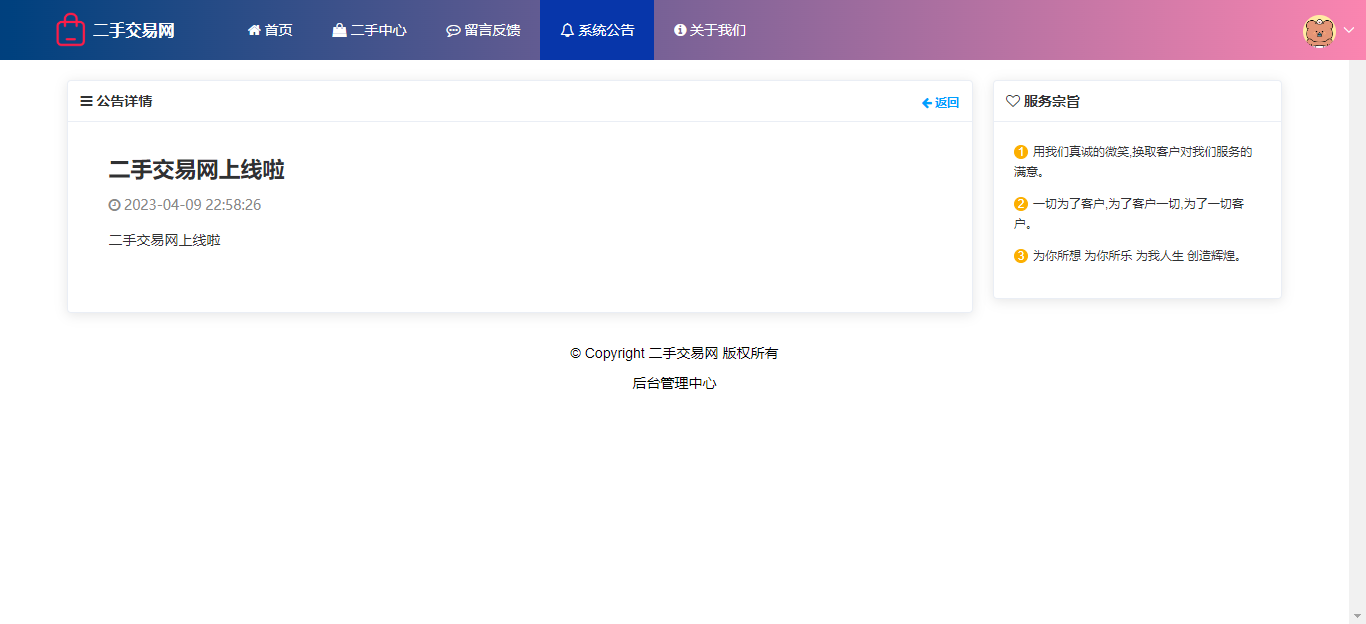 二手交易网
首页
二手中心
留言反馈
系统公告
关于我们
公告详情
返回
二手交易网上线啦
2023-04-09 22:58:26
二手交易网上线啦
服务宗旨
1 用我们真诚的微笑,换取客户对我们服务的
满意。
2 一切为了客户,为了客户一切,为了一切客
户。
3 为你所想 为你所乐 为我人生 创造辉煌。
© Copyright 二手交易网 版权所有
后台管理中心